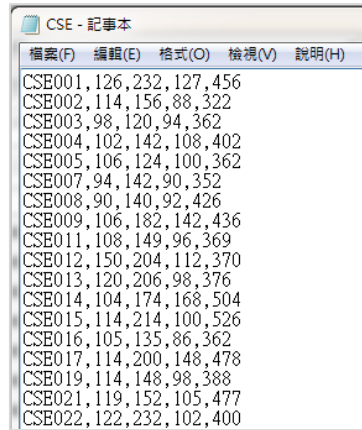 CSE - 記事本
檔案(F) 編輯(E) 格式(O) 檢視(V) 說明(H)
CSE001,126,232,127,456
CSE002,114,156,88,322
CSE003,98,120,94,362
CSE004,102,142,108,402
CSE005,106,124,100,362
CSE007,94,142,90,352
CSE008,90,140,92,426
CSE009,106,182,142,436
CSE011,108,149,96,369
CSE012,150,204,112,370
CSE013,120,206,98,376
CSE014,104,174,168,504
CSE015,114,214,100,526
CSE016,105,135,86,362
CSE017,114,200,148,478
CSE019,114,148,98,388
CSE021,119,152,105,477
CSE022,122,232,102,400